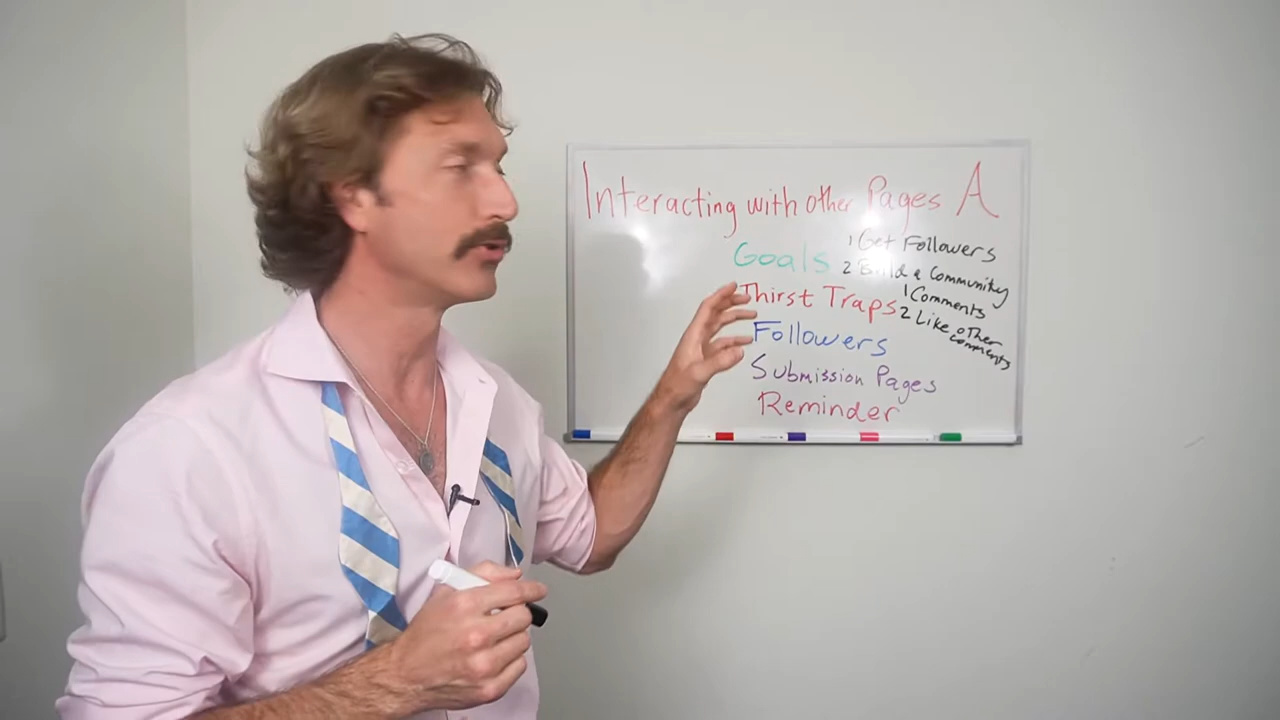 Interacting with other Pages A
Goals
1 Get Followers
2 Build a Community
Thirst Traps
1 Comments
2 Like other
comments
Followers
Submission Pages
Reminder